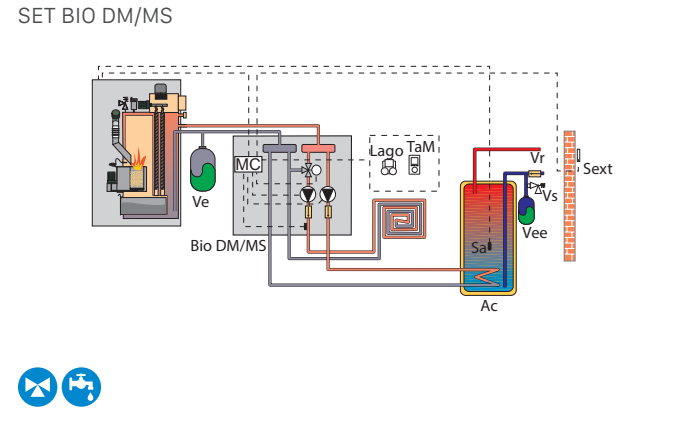 SET BIO DM/MS
Lago TaM
MC
Vr
Sext
Ve
Vs
Vee
Bio DM/MS
Sa
Ac